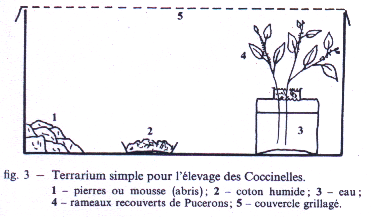 5
4
1
2
3
fig. 3 — Terrarium simple pour l'élevage des Coccinelles.
1 – pierres ou mousse (abris); 2 – coton humide; 3 – eau;
4 – rameaux recouverts de Pucerons; 5 – couvercle grillagé.